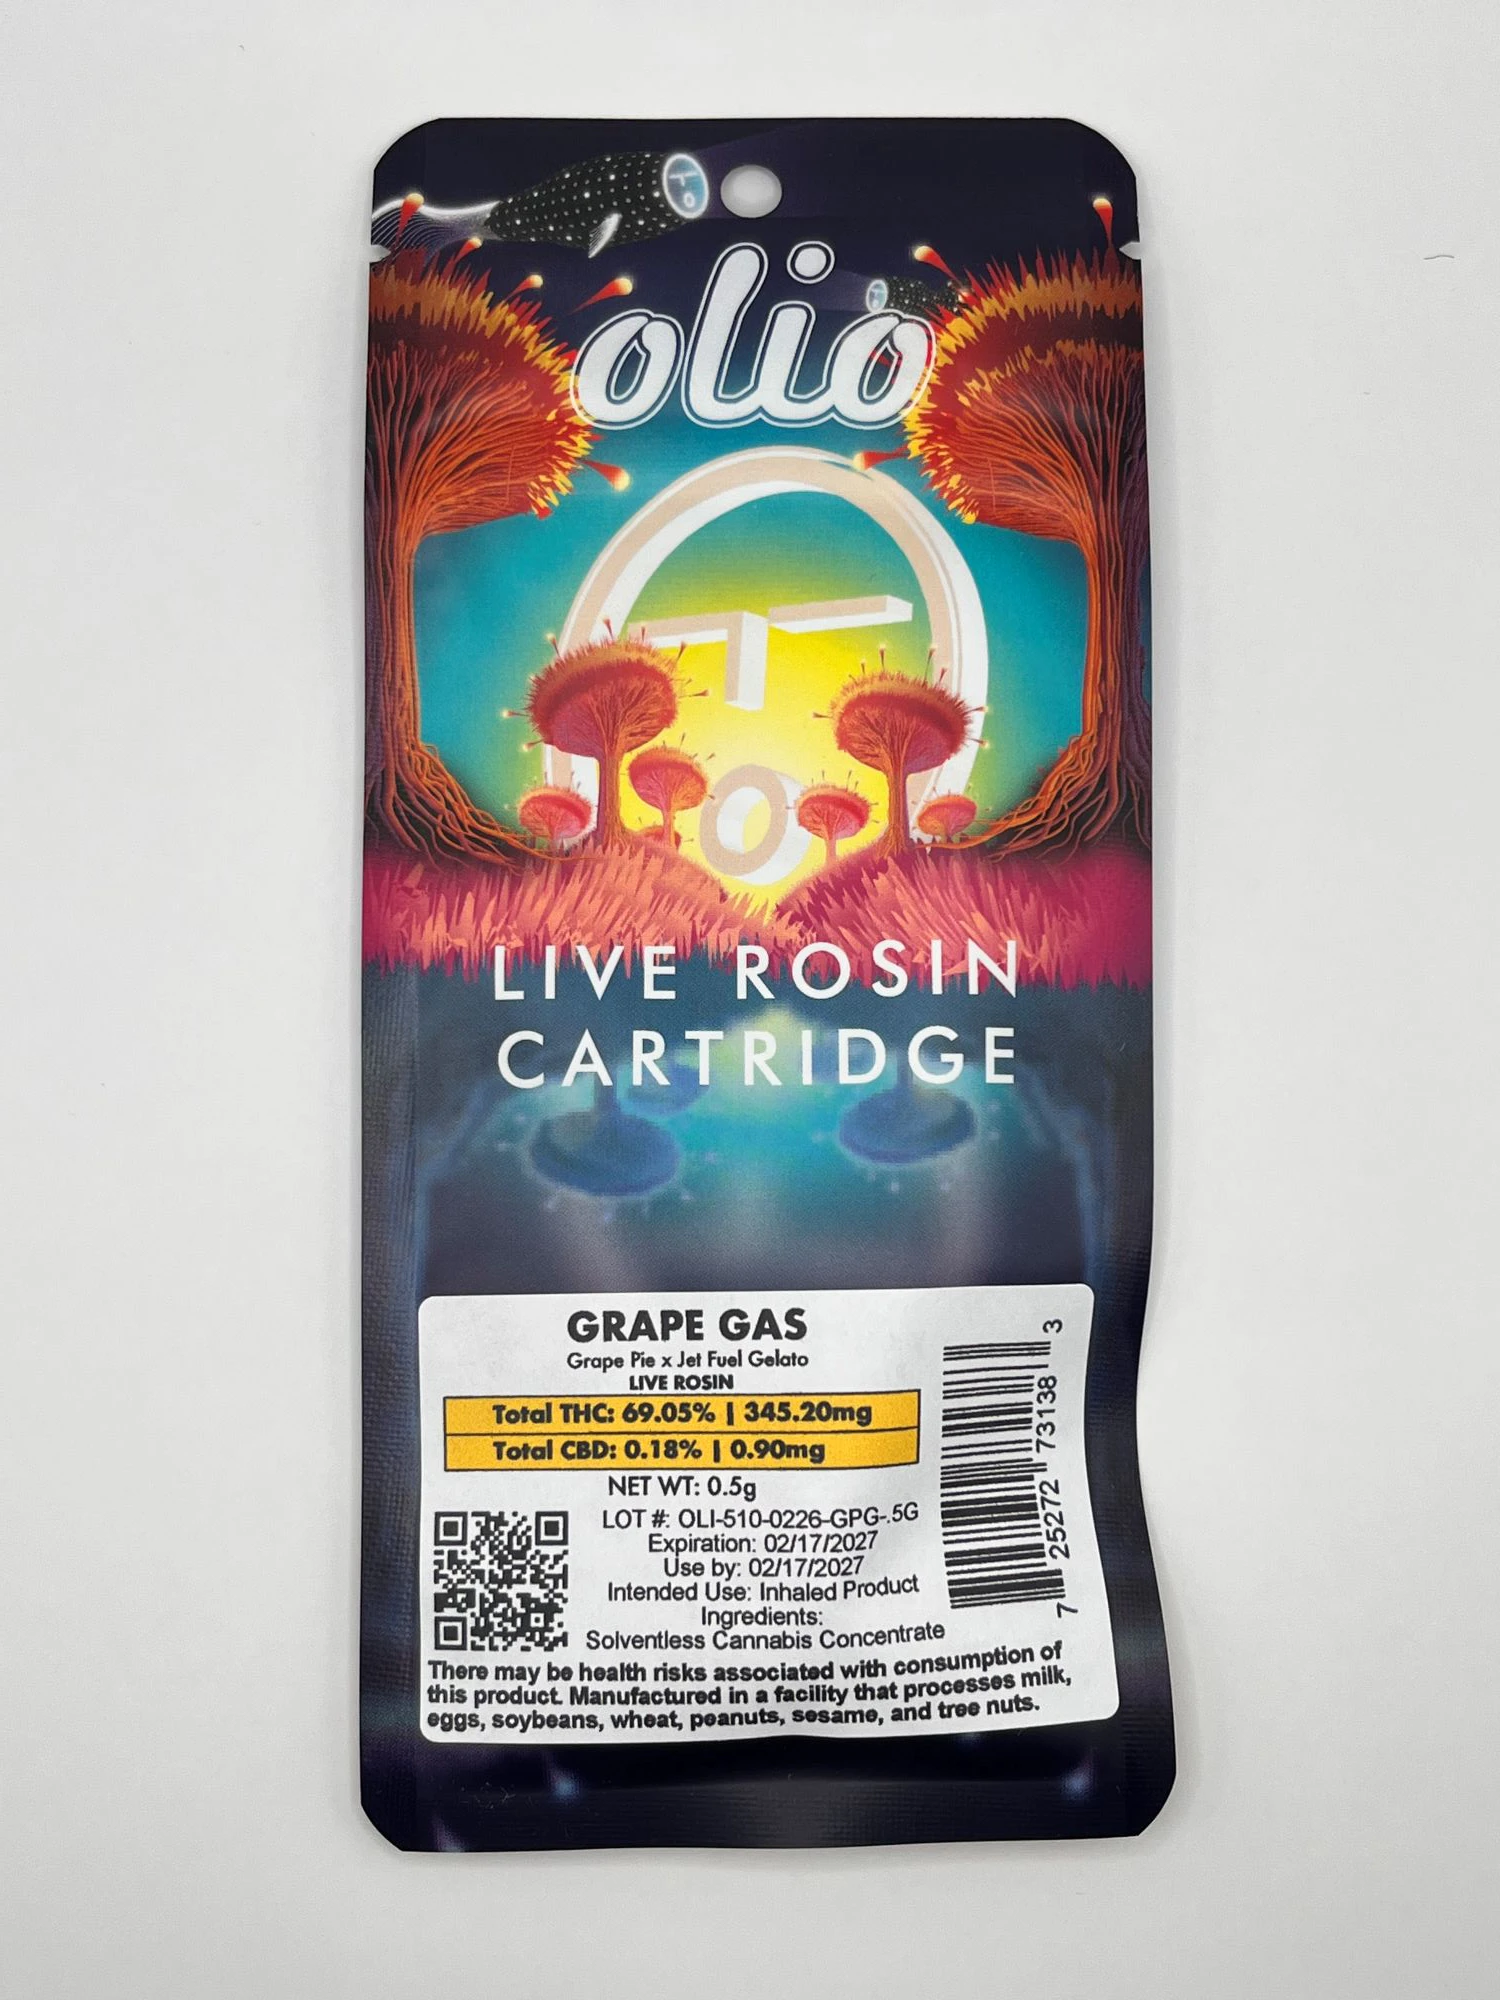 olio
LIVE ROSIN
CARTRIDGE
GRAPE GAS
Grape Pie x Jet Fuel Gelato
LIVE ROSIN
Total THC: 69.05% | 345.20mg
Total CBD: 0.18% | 0.90mg
NET WT: 0.5g
LOT #: OLI-510-0226-GPG-.5G
Expiration: 02/17/2027
Use by: 02/17/2027
Intended Use: Inhaled Product
Ingredients:
Solventless Cannabis Concentrate
There may be health risks associated with consumption of
this product. Manufactured in a facility that processes milk,
eggs, soybeans, wheat, peanuts, sesame, and tree nuts.
7 25272 73138 3